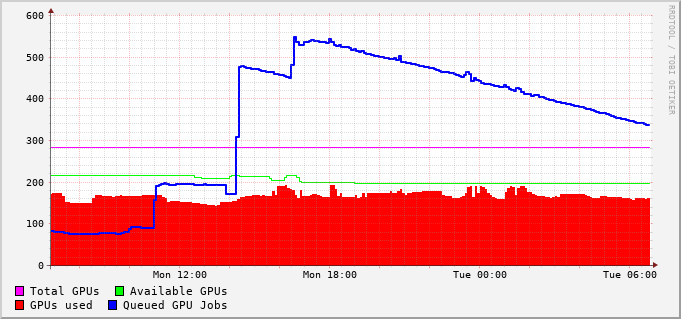 600
500
400
300
200
100
0
Mon 12:00 Mon 18:00 Tue 00:00 Tue 06:00
Total GPUs Available GPUs
GPUs used Queued GPU Jobs
RRDTOOL / TOBI OETIKER